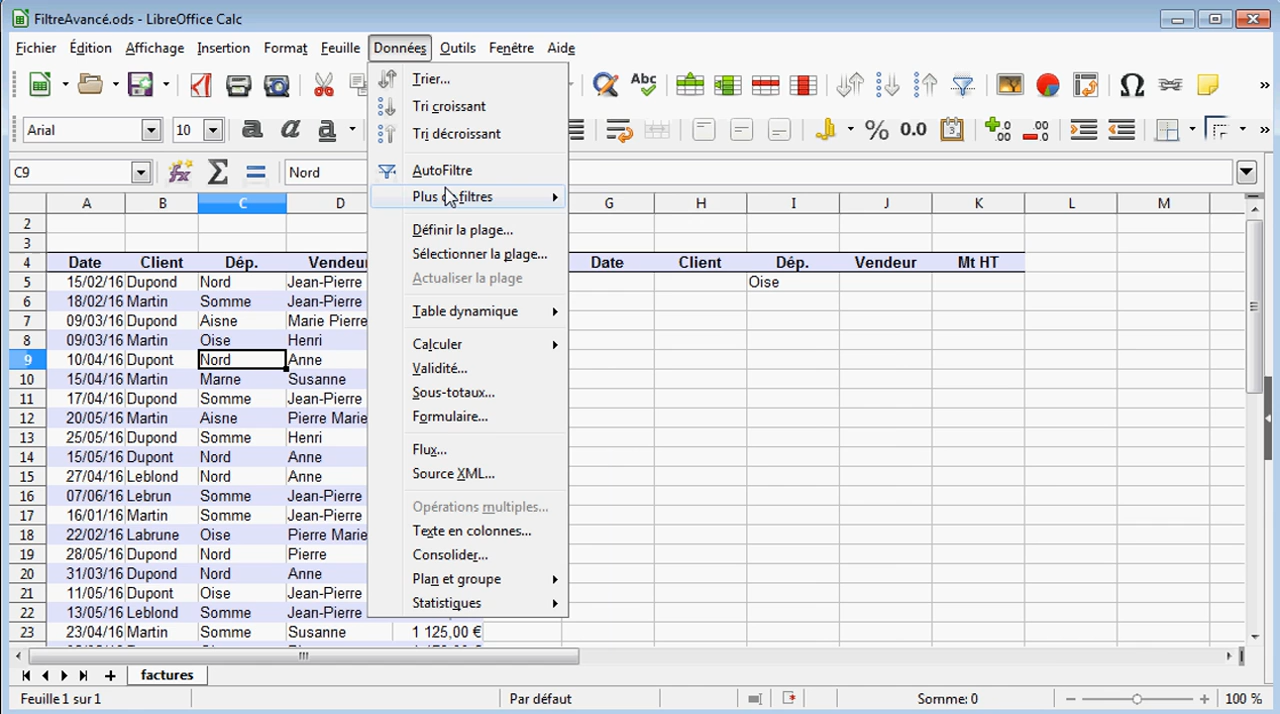 FiltreAvancé.ods - LibreOffice Calc
Fichier Édition Affichage Insertion Format Feuille Données Outils Fenêtre Aide
Abc
»
Arial 10 a a a % 0.0 »
C9 fx Σ = Nord
A B C D G H I J K L M
Trier...
Tri croissant
Tri décroissant
AutoFiltre
Plus de filtres
Définir la plage...
Sélectionner la plage...
Actualiser la plage
Table dynamique
Calculer
Validité...
Sous-totaux...
Formulaire...
Flux...
Source XML...
Opérations multiples...
Texte en colonnes...
Consolider...
Plan et groupe
Statistiques
2
3
4 Date Client Dép. Vendeur Date Client Dép. Vendeur Mt HT
5 15/02/16 Dupond Nord Jean-Pierre Oise
6 18/02/16 Martin Somme Jean-Pierre
7 09/03/16 Dupond Aisne Marie Pierre
8 09/03/16 Martin Oise Henri
9 10/04/16 Dupont Nord Anne
10 15/04/16 Martin Marne Susanne
11 17/04/16 Dupond Somme Jean-Pierre
12 20/05/16 Martin Aisne Pierre Marie
13 25/05/16 Dupond Somme Henri
14 15/05/16 Dupont Nord Anne
15 27/04/16 Leblond Nord Anne
16 07/06/16 Lebrun Somme Jean-Pierre
17 16/01/16 Martin Somme Jean-Pierre
18 22/02/16 Labrune Oise Pierre Marie
19 28/05/16 Dupond Nord Pierre
20 31/03/16 Dupond Nord Anne
21 11/05/16 Dupont Oise Jean-Pierre
22 13/05/16 Leblond Somme Jean-Pierre
23 23/04/16 Martin Somme Susanne 1 125,00 €
factures
Feuille 1 sur 1 Par défaut Somme: 0 100 %